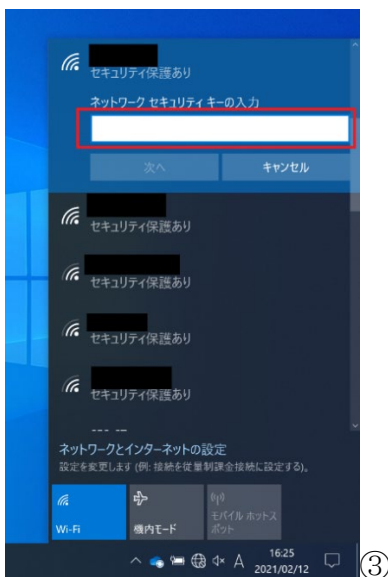 セキュリティ保護あり
ネットワーク セキュリティ キーの入力
次へ
キャンセル
セキュリティ保護あり
セキュリティ保護あり
セキュリティ保護あり
セキュリティ保護あり
ネットワークとインターネットの設定
設定を変更します (例: 接続を従量制課金接続に設定する)。
Wi-Fi
機内モード
モバイル ホットス
ポット
A
16:25
2021/02/12
③